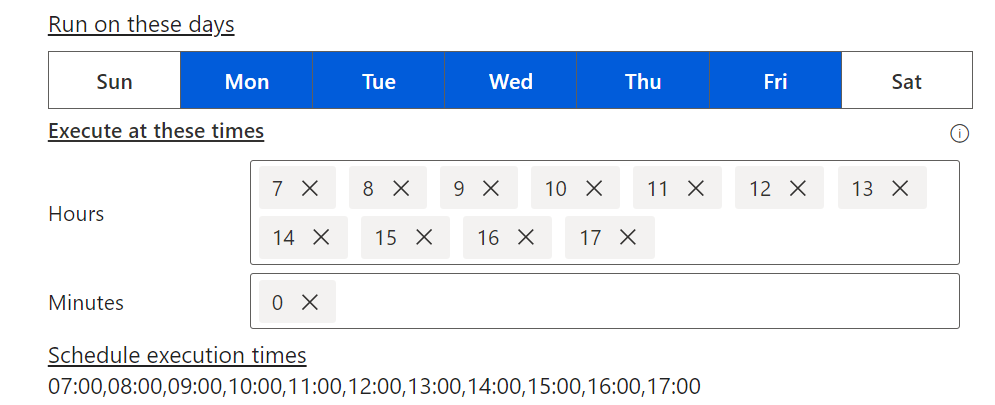 Run on these days
Sun Mon Tue Wed Thu Fri Sat
Execute at these times
Hours
7 8 9 10 11 12 13
14 15 16 17
Minutes
0
Schedule execution times
07:00,08:00,09:00,10:00,11:00,12:00,13:00,14:00,15:00,16:00,17:00